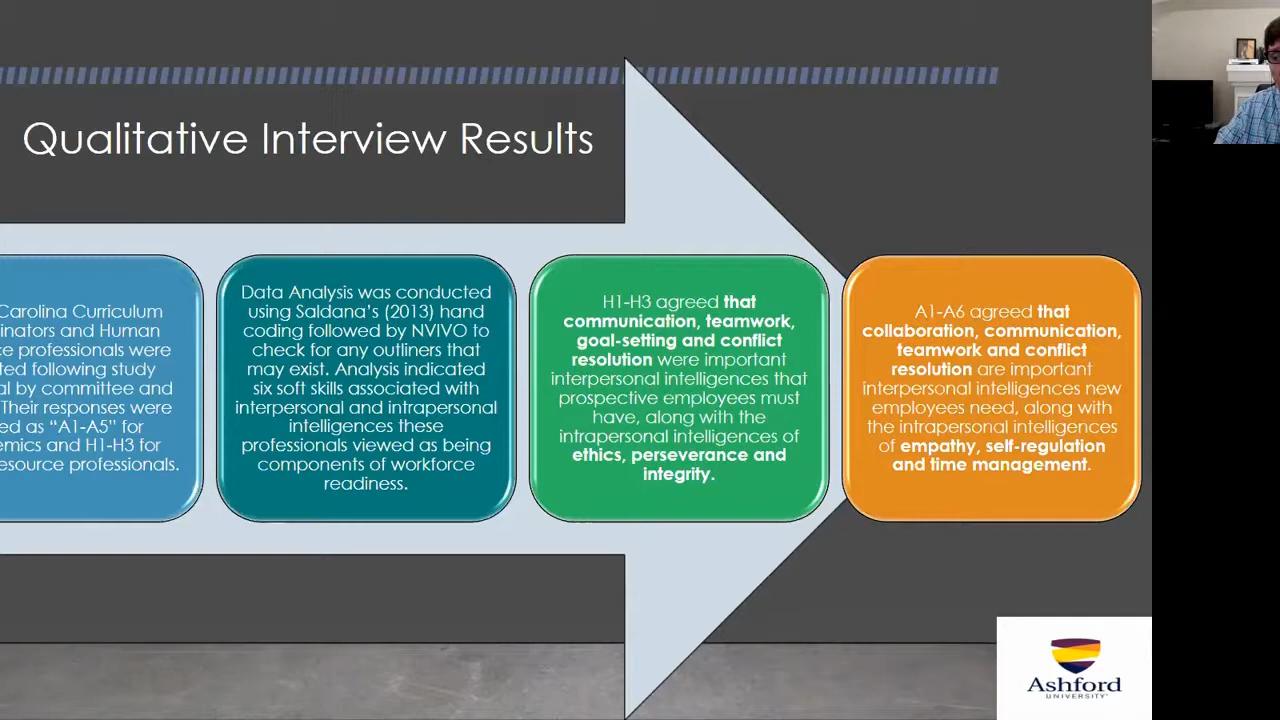 Qualitative Interview Results
Carolina Curriculum
and Human
professionals were
following study
by committee and
Their responses were
as “A1-A5” for
and H1-H3 for
professionals.
Data Analysis was conducted
using Saldana’s (2013) hand
coding followed by NVIVO to
check for any outliners that
may exist. Analysis indicated
six soft skills associated with
interpersonal and intrapersonal
intelligences these
professionals viewed as being
components of workforce
readiness.
H1-H3 agreed that
communication, teamwork,
goal-setting and conflict
resolution were important
interpersonal intelligences that
prospective employees must
have, along with the
intrapersonal intelligences of
ethics, perseverance and
integrity.
A1-A6 agreed that
collaboration, communication,
teamwork and conflict
resolution are important
interpersonal intelligences new
employees need, along with
the intrapersonal intelligences
of empathy, self-regulation
and time management.
Ashford
UNIVERSITY